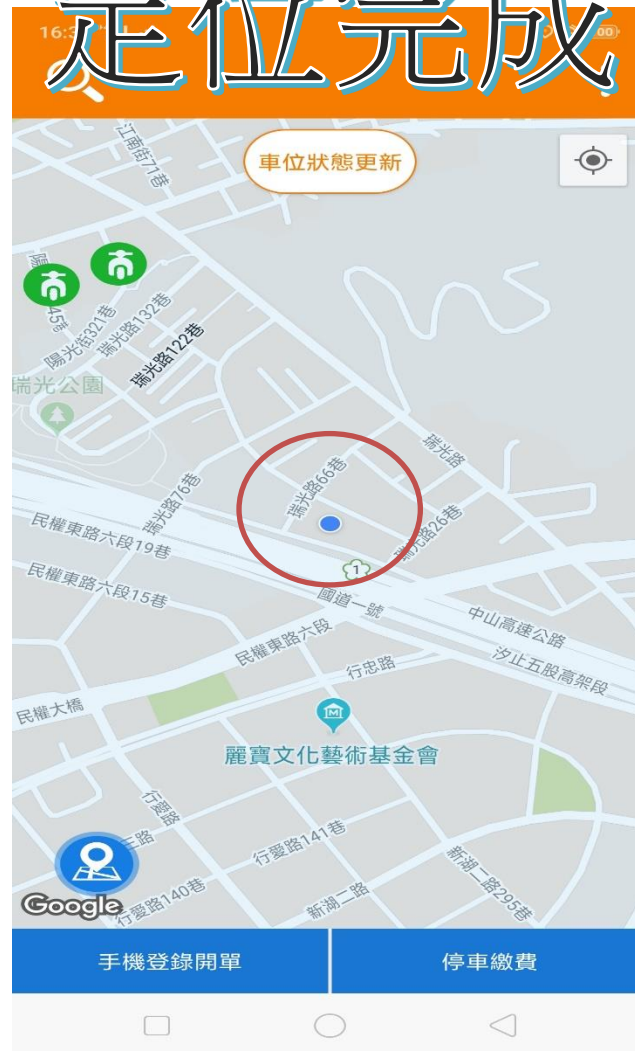 定位完成
車位狀態更新
江南街71巷
陽光街321巷
瑞光路132巷
瑞光路122巷
瑞光公園
瑞光路76巷
瑞光路66巷
瑞光路
瑞光路26巷
民權東路六段19巷
民權東路六段15巷
1
國道一號
中山高速公路
汐止五股高架段
民權東路六段
行忠路
民權大橋
麗寶文化藝術基金會
行愛路
三路
行愛路141巷
新湖一路295巷
Google
行愛路140巷
新湖二路
手機登錄開單
停車繳費